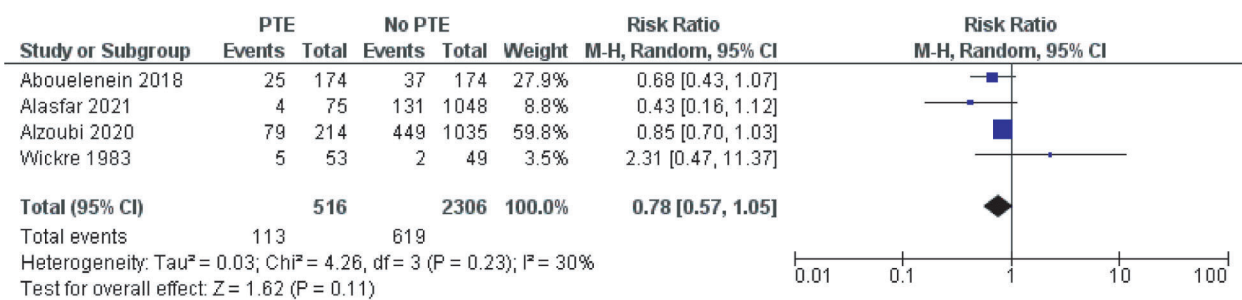 PTE No PTE Risk Ratio Risk Ratio
Study or Subgroup Events Total Events Total Weight M-H, Random, 95% CI M-H, Random, 95% CI
Abouelenein 2018 25 174 37 174 27.9% 0.68 [0.43, 1.07]
Alasfar 2021 4 75 131 1048 8.8% 0.43 [0.16, 1.12]
Alzoubi 2020 79 214 449 1035 59.8% 0.85 [0.70, 1.03]
Wickre 1983 5 53 2 49 3.5% 2.31 [0.47, 11.37]
Total (95% CI) 516 2306 100.0% 0.78 [0.57, 1.05]
Total events 113 619
Heterogeneity: Tau² = 0.03; Chi² = 4.26, df = 3 (P = 0.23); I² = 30%
Test for overall effect: Z = 1.62 (P = 0.11)
0.01 0.1 1 10 100